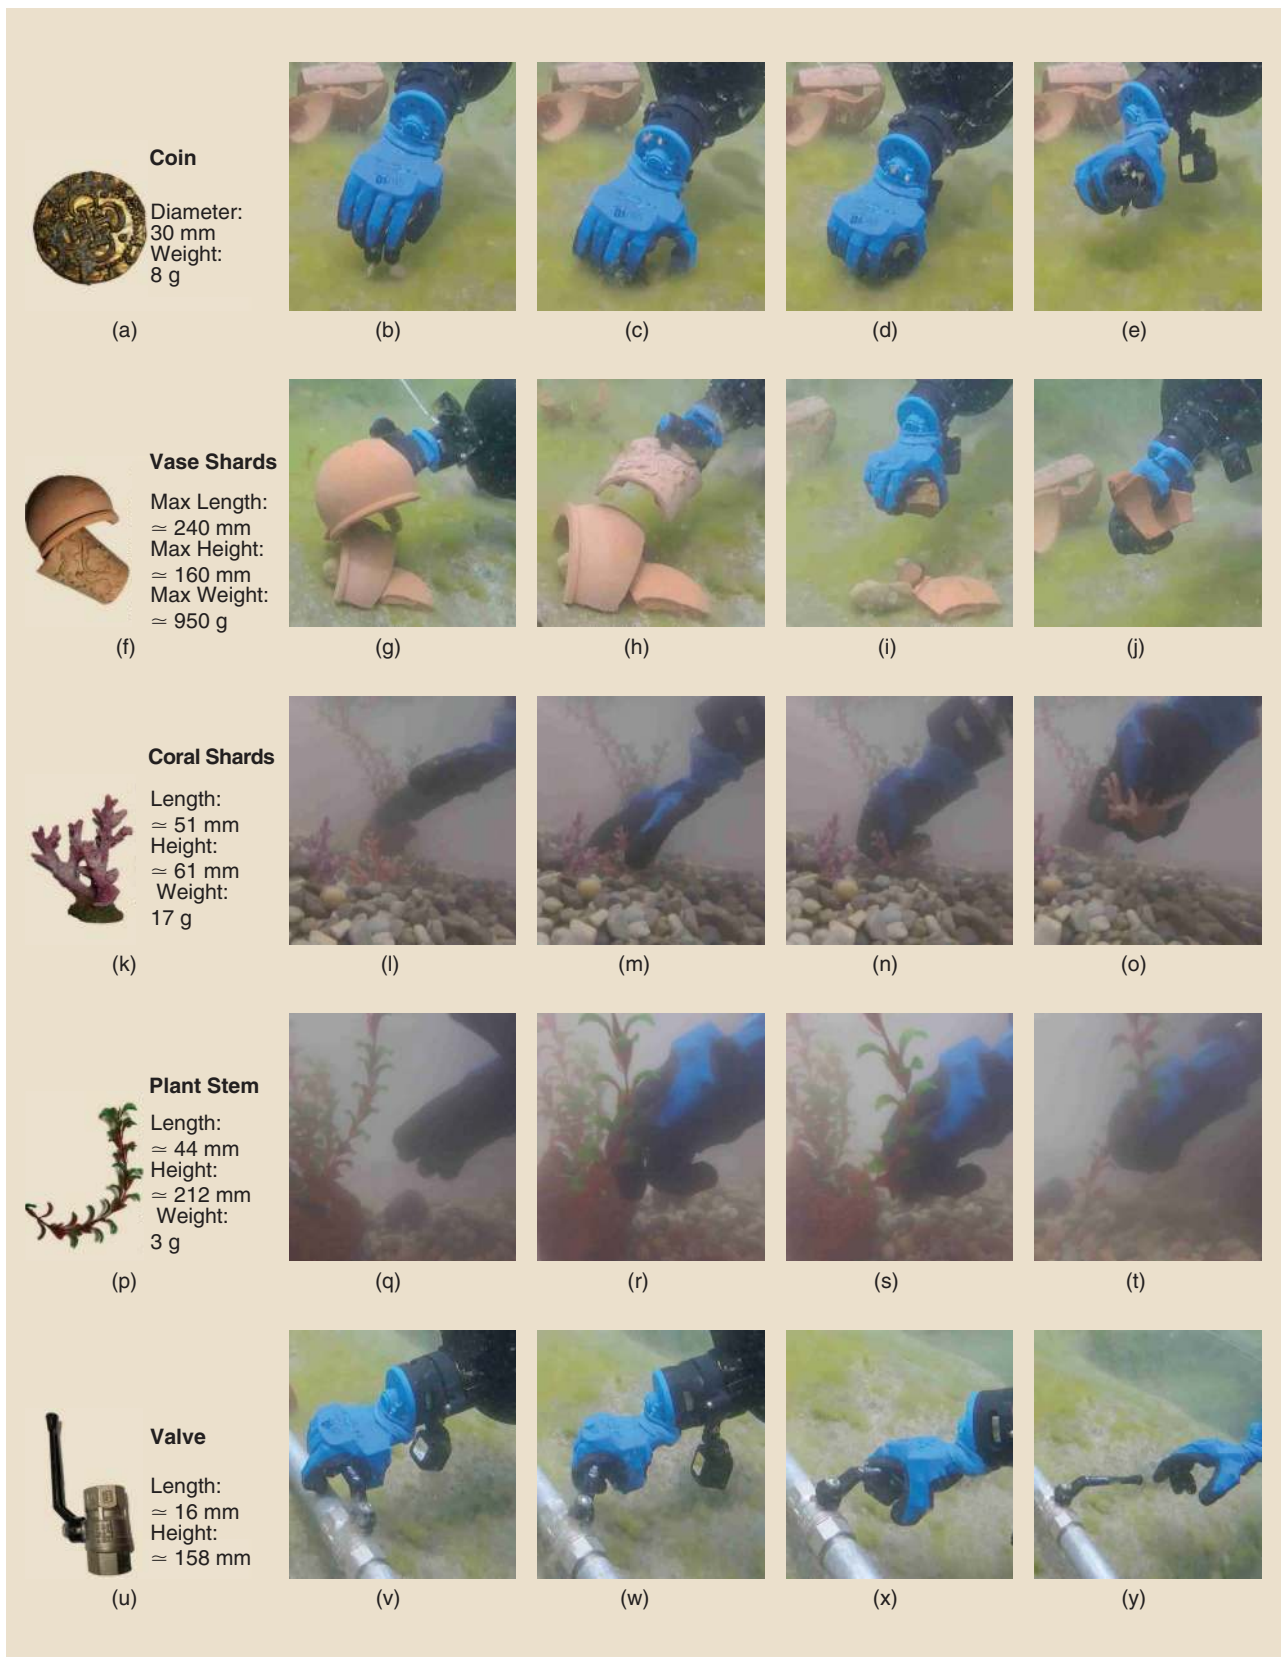 Coin
Diameter:
30 mm
Weight:
8 g
(a)
(b)
(c)
(d)
(e)
Vase Shards
Max Length:
≃ 240 mm
Max Height:
≃ 160 mm
Max Weight:
≃ 950 g
(f)
(g)
(h)
(i)
(j)
Coral Shards
Length:
≃ 51 mm
Height:
≃ 61 mm
Weight:
17 g
(k)
(l)
(m)
(n)
(o)
Plant Stem
Length:
≃ 44 mm
Height:
≃ 212 mm
Weight:
3 g
(p)
(q)
(r)
(s)
(t)
Valve
Length:
≃ 16 mm
Height:
≃ 158 mm
(u)
(v)
(w)
(x)
(y)